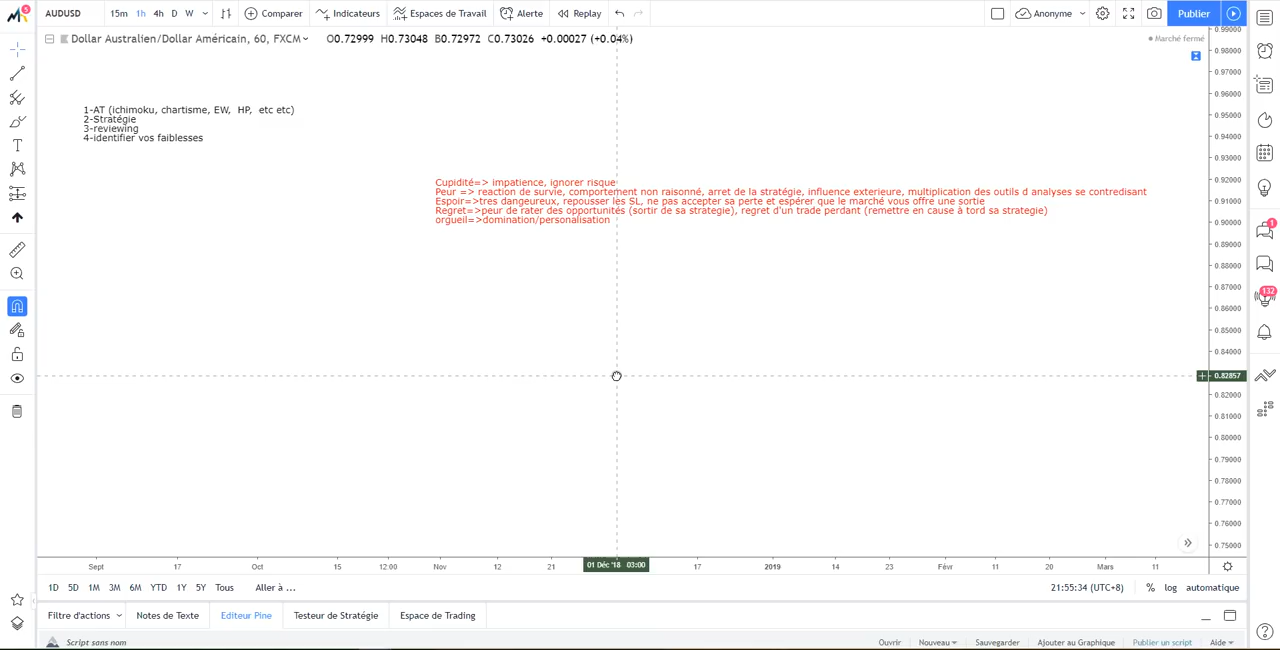 5
AUDUSD
15m 1h 4h D W
Comparer
Indicateurs
Espaces de Travail
Alerte
Replay
Anonyme
Publier
Dollar Australien/Dollar Américain, 60, FXCM
O0.72999 H0.73048 B0.72972 C0.73026 +0.00027 (+0.04%)
Marché fermé
1-AT (ichimoku, chartisme, EW, HP, etc etc)
2-Stratégie
3-reviewing
4-identifier vos faiblesses
Cupidité=> impatience, ignorer risque
Peur => reaction de survie, comportement non raisonné, arret de la stratégie, influence exterieure, multiplication des outils d analyses se contredisant
Espoir=>tres dangeureux, repousser les SL, ne pas accepter sa perte et espérer que le marché vous offre une sortie
Regret=>peur de rater des opportunités (sortir de sa strategie), regret d'un trade perdant (remettre en cause à tord sa strategie)
orgueil=>domination/personalisation
0.99000
0.98000
0.97000
0.96000
0.95000
0.94000
0.93000
0.92000
0.91000
0.90000
0.89000
0.88000
0.87000
0.86000
0.85000
0.84000
0.82857
0.82000
0.81000
0.80000
0.79000
0.78000
0.77000
0.76000
0.75000
1
132
Sept 17 Oct 15 12:00 Nov 12 21 01 Déc '18 03:00 17 2019 14 23 Févr 11 20 Mars 11
1D 5D 1M 3M 6M YTD 1Y 5Y Tous Aller à ...
21:55:34 (UTC+8) % log automatique
Filtre d'actions Notes de Texte Editeur Pine Testeur de Stratégie Espace de Trading
Script sans nom
Ouvrir Nouveau Sauvegarder Ajouter au Graphique Publier un script Aide